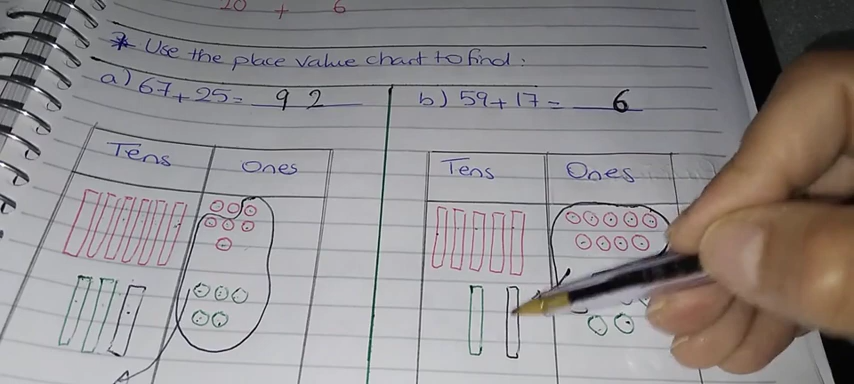 20 + 6
* Use the place value chart to find:
a) 67+25= 92
b) 59+17= 6
Tens Ones
Tens Ones